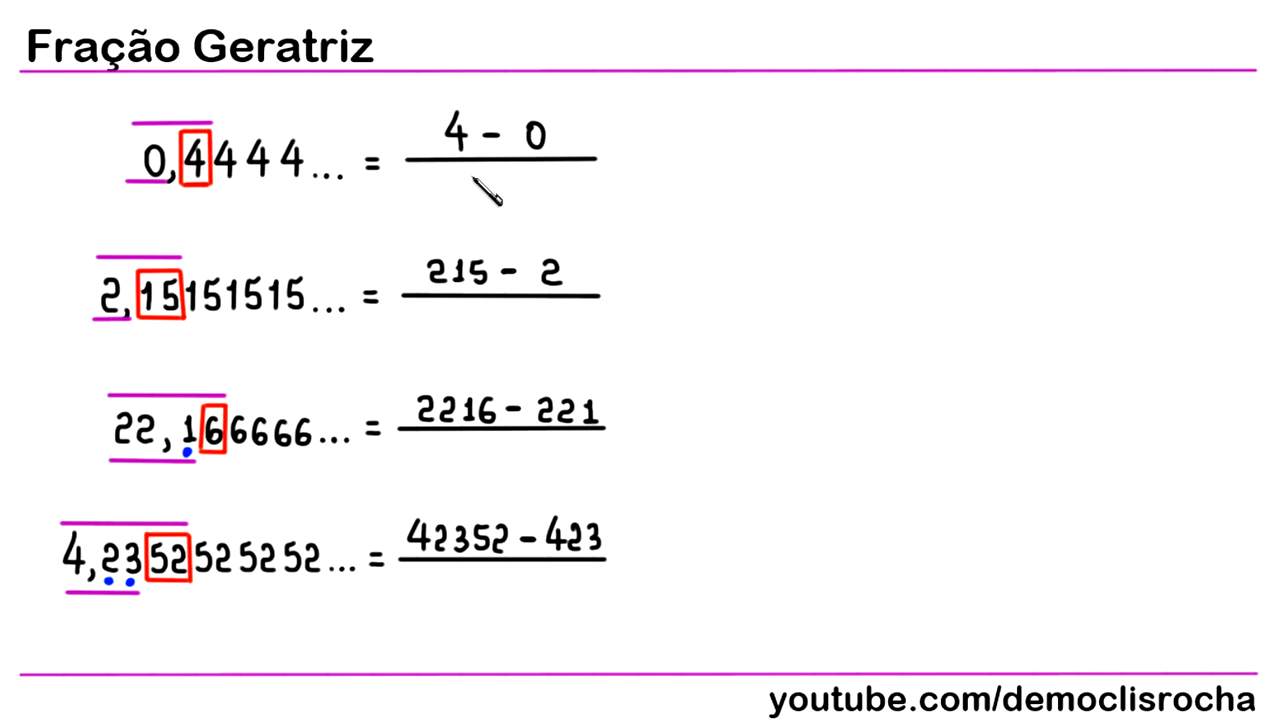 Fração Geratriz
0,4444... = 4 - 0
2,15151515... = 215 - 2
22,166666... = 2216 - 221
4,2352525252... = 42352 - 423
youtube.com/democlisrocha